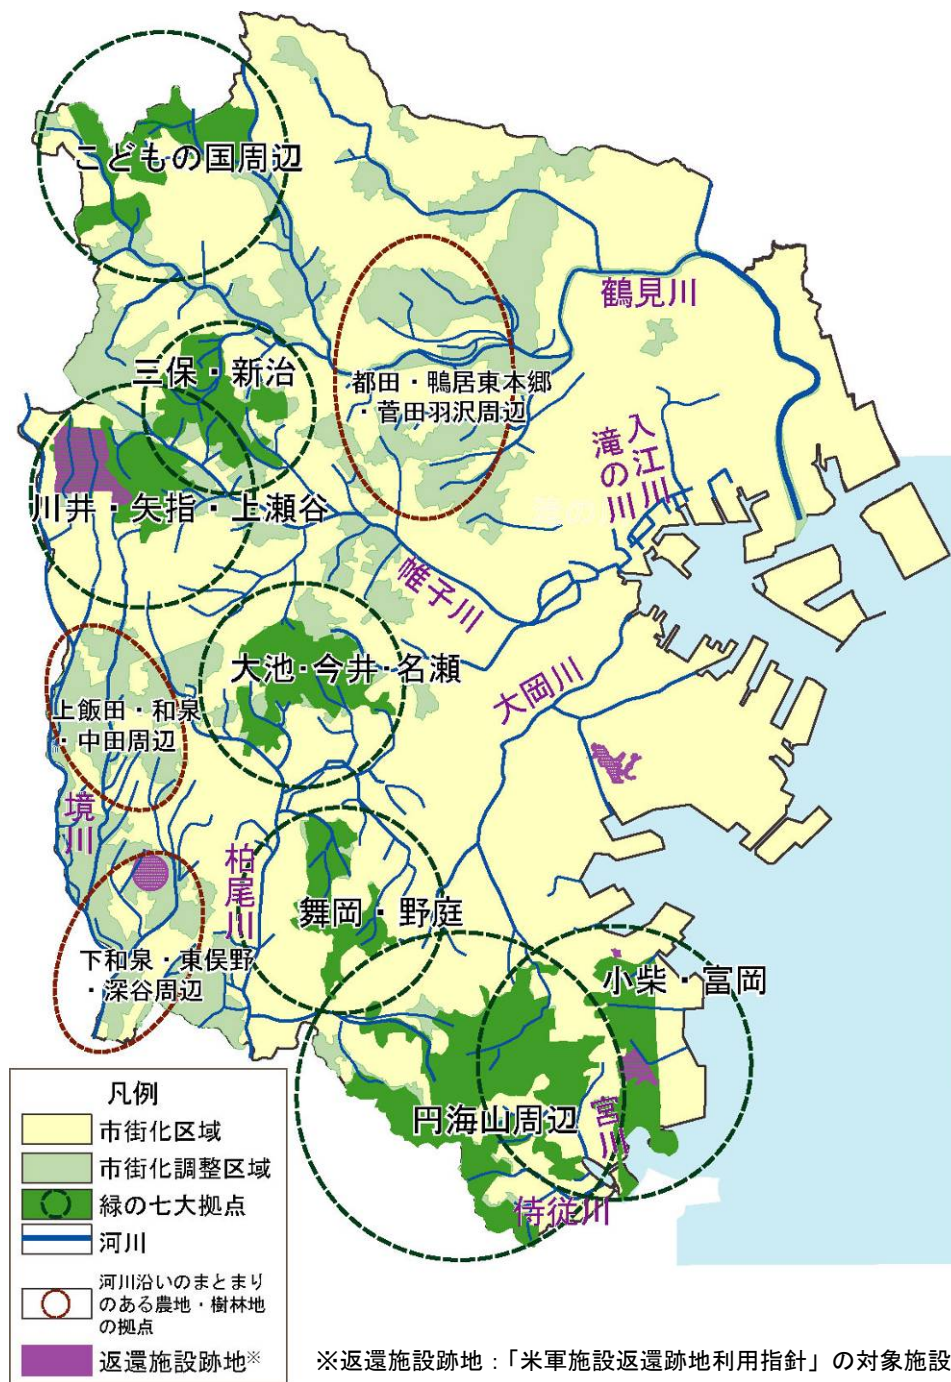 こどもの国周辺
鶴見川
三保・新治
都田・鴨居東本郷
・菅田羽沢周辺
入江川
滝の川
川井・矢指・上瀬谷
帷子川
大池・今井・名瀬
大岡川
上飯田・和泉
・中田周辺
境川
柏尾川
舞岡・野庭
下和泉・東俣野
・深谷周辺
小柴・富岡
円海山周辺
宮川
侍従川
凡例
市街化区域
市街化調整区域
緑の七大拠点
河川
河川沿いのまとまり
のある農地・樹林地
の拠点
返還施設跡地※
※返還施設跡地：「米軍施設返還跡地利用指針」の対象施設